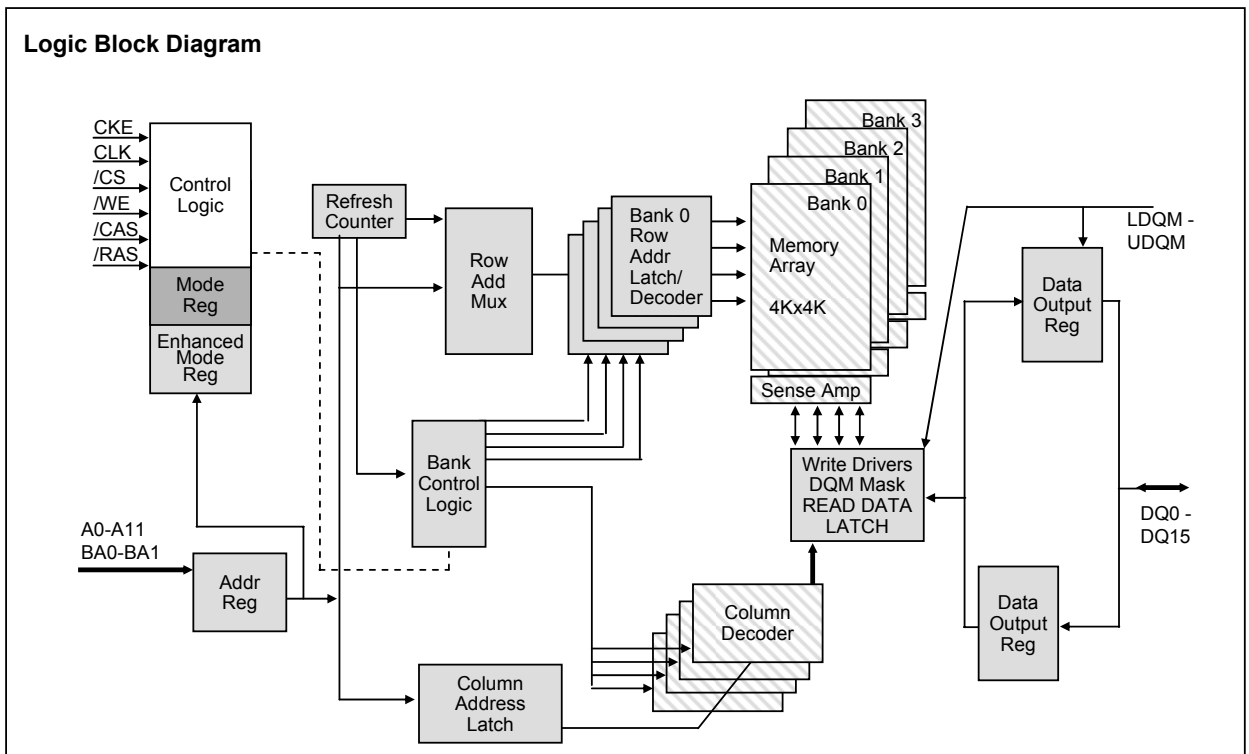 Logic Block Diagram
CKE
CLK
/CS
/WE
/CAS
/RAS
Control
Logic
Mode
Reg
Enhanced
Mode
Reg
Refresh
Counter
Row
Add
Mux
Bank 0
Row
Addr
Latch/
Decoder
Bank 3
Bank 2
Bank 1
Bank 0
Memory
Array
4Kx4K
Sense Amp
LDQM -
UDQM
Data
Output
Reg
Bank
Control
Logic
Write Drivers
DQM Mask
READ DATA
LATCH
DQ0 -
DQ15
A0-A11
BA0-BA1
Addr
Reg
Column
Decoder
Data
Output
Reg
Column
Address
Latch